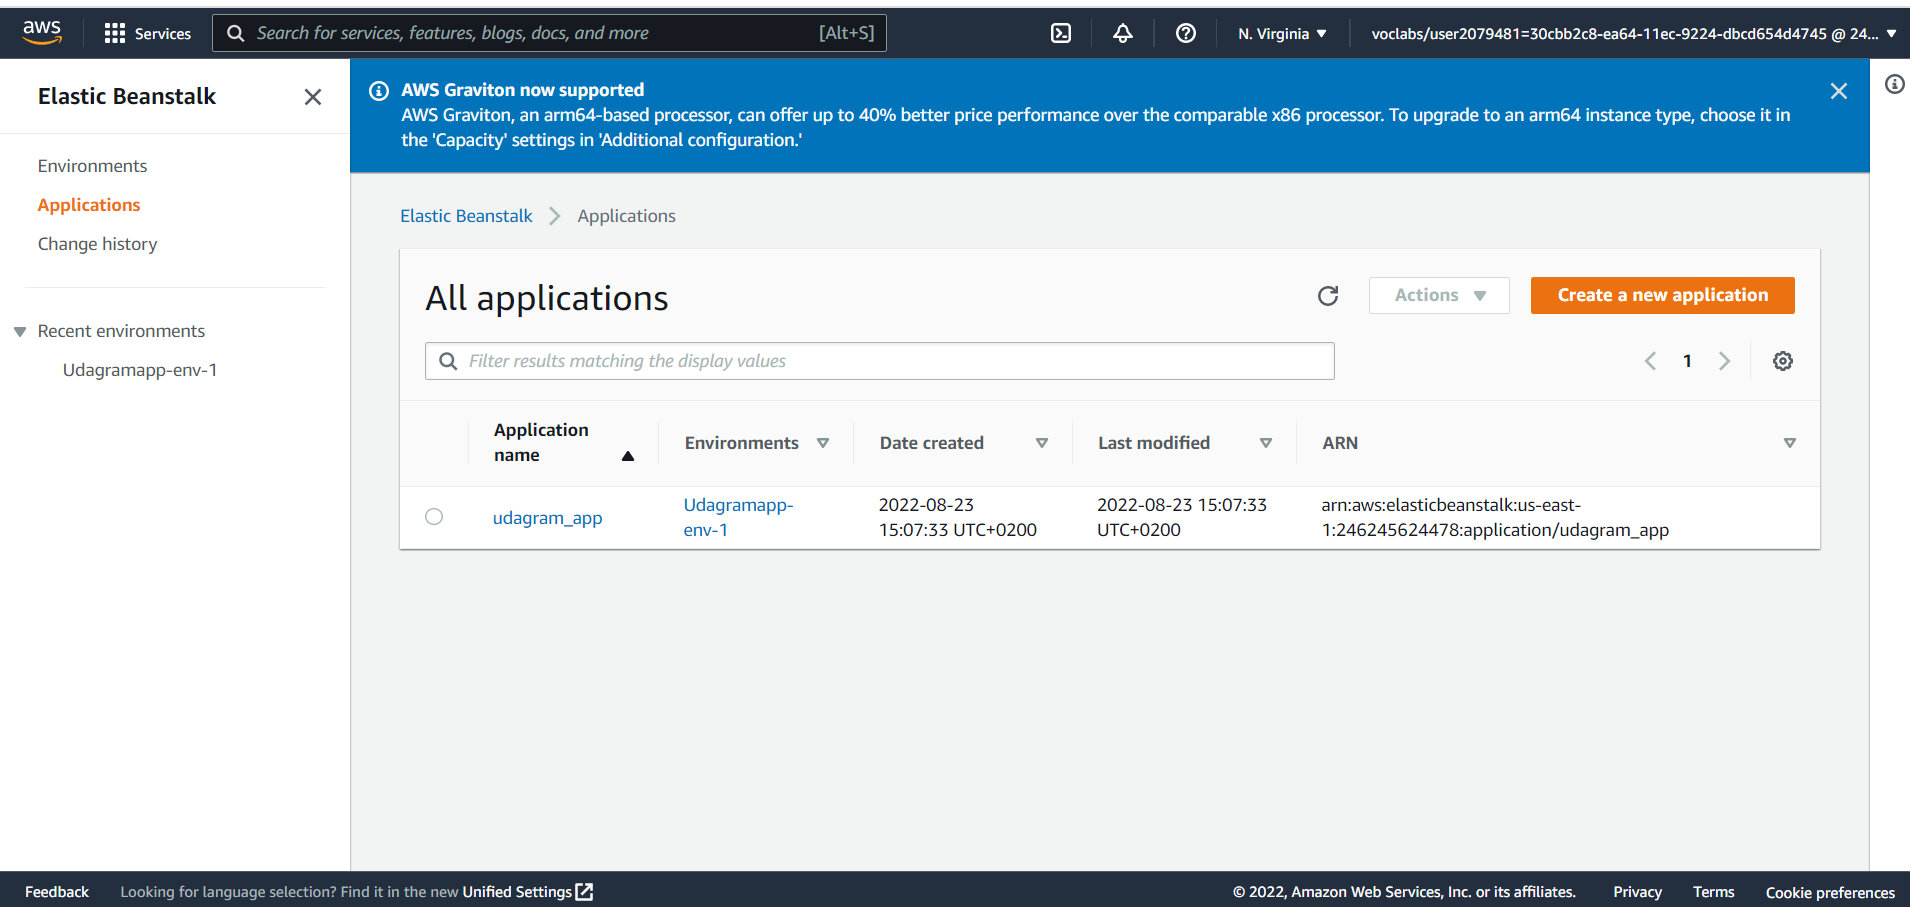 aws
Services
Search for services, features, blogs, docs, and more
[Alt+S]
N. Virginia
voclabs/user2079481=30cbb2c8-ea64-11ec-9224-dbcd654d4745 @ 24...
Elastic Beanstalk
Environments
Applications
Change history
Recent environments
Udagramapp-env-1
AWS Graviton now supported
AWS Graviton, an arm64-based processor, can offer up to 40% better price performance over the comparable x86 processor. To upgrade to an arm64 instance type, choose it in
the 'Capacity' settings in 'Additional configuration.'
Elastic Beanstalk
Applications
All applications
Actions
Create a new application
Filter results matching the display values
1
Application
name
Environments
Date created
Last modified
ARN
udagram_app
Udagramapp-
env-1
2022-08-23
15:07:33 UTC+0200
2022-08-23 15:07:33
UTC+0200
arn:aws:elasticbeanstalk:us-east-
1:246245624478:application/udagram_app
Feedback
Looking for language selection? Find it in the new Unified Settings
© 2022, Amazon Web Services, Inc. or its affiliates.
Privacy
Terms
Cookie preferences